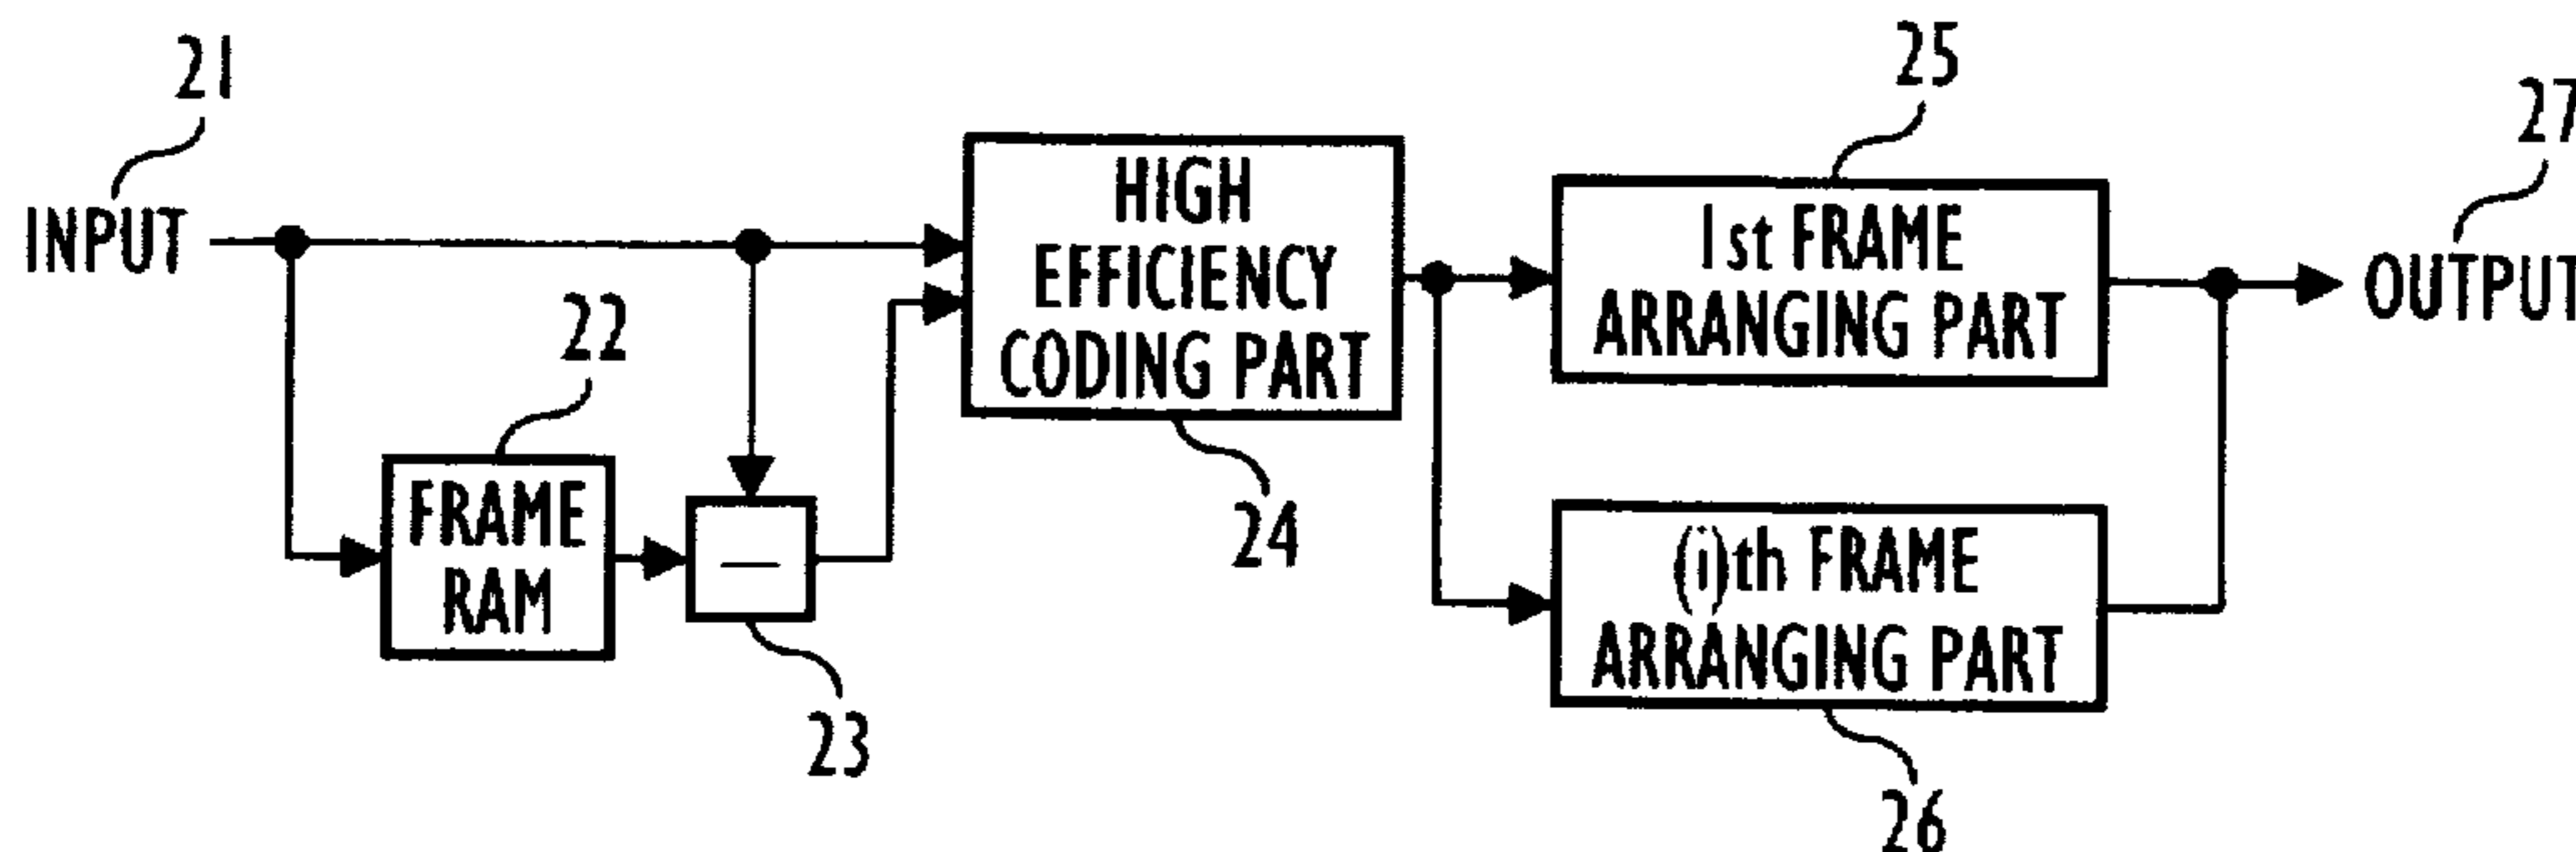 21
INPUT
22
FRAME
RAM
—
23
HIGH
EFFICIENCY
CODING PART
24
25
1st FRAME
ARRANGING PART
(i)th FRAME
ARRANGING PART
26
27
OUTPUT